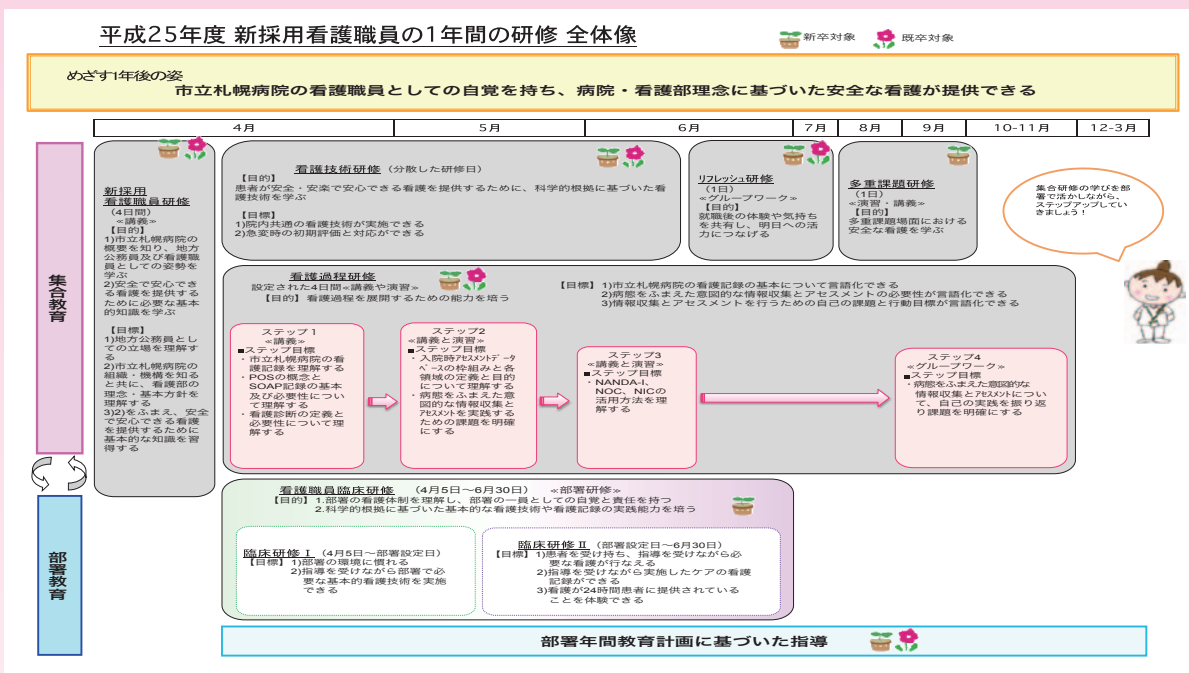 平成25年度 新採用看護職員の1年間の研修 全体像
新卒対象
既卒対象
めざす1年後の姿
市立札幌病院の看護職員としての自覚を持ち、病院・看護部理念に基づいた安全な看護が提供できる
4月
5月
6月
7月
8月
9月
10-11月
12-3月
集合教育
新採用
看護職員研修
(4日間)
≪講義≫
【目的】
1)市立札幌病院の
概要を知り、地方
公務員及び看護職
員としての姿勢を
学ぶ
2)安全で安心でき
る看護を提供する
ために必要な基本
的知識を学ぶ
【目標】
1)地方公務員とし
ての立場を理解す
る
2)市立札幌病院の
組織・機構を知る
と共に、看護部の
理念・基本方針を
理解する
3)2)をふまえ、安全
で安心できる看護
を提供するために
基本的な知識を習
得する
看護技術研修 (分散した研修日)
【目的】
患者が安全・安楽で安心できる看護を提供するために、科学的根拠に基づいた看
護技術を学ぶ
【目標】
1)院内共通の看護技術が実施できる
2)急変時の初期評価と対応ができる
リフレッシュ研修
(1日)
≪グループワーク≫
【目的】
就職後の体験や気持ち
を共有し、明日への活
力につなげる
多重課題研修
(1日)
≪演習・講義≫
【目的】
多重課題場面における
安全な看護を学ぶ
集合研修の学びを部
署で活かしながら、
ステップアップしてい
きましょう!
看護過程研修
設定された4日間≪講義や演習≫
【目的】看護過程を展開するための能力を培う
【目標】1)市立札幌病院の看護記録の基本について言語化できる
2)病態をふまえた意図的な情報収集とアセスメントの必要性が言語化できる
3)情報収集とアセスメントを行うための自己の課題と行動目標が言語化できる
ステップ1
≪講義≫
■ステップ目標
・市立札幌病院の看
護記録を理解する
・POSの概念と
SOAP記録の基本
及び必要性につい
て理解する
・看護診断の定義と
必要性について理
解する
ステップ2
≪講義と演習≫
■ステップ目標
・入院時アセスメントデータ
ベースの枠組みと各
領域の定義と目的
について理解する
・病態をふまえた意
図的な情報収集と
アセスメントを実践する
ための課題を明確
にする
ステップ3
≪講義と演習≫
■ステップ目標
・NANDA-I、
NOC、NICの
活用方法を理
解する
ステップ4
≪グループワーク≫
■ステップ目標
・病態をふまえた意図的な
情報収集とアセスメントについ
て、自己の実践を振り返
り課題を明確にする
部署教育
看護職員臨床研修 (4月5日～6月30日) ≪部署研修≫
【目的】1.部署の看護体制を理解し、部署の一員としての自覚と責任を持つ
2.科学的根拠に基づいた基本的な看護技術や看護記録の実践能力を培う
臨床研修Ⅰ (4月5日～部署設定日)
【目標】1)部署の環境に慣れる
2)指導を受けながら部署で必
要な基本的看護技術を実施
できる
臨床研修Ⅱ (部署設定日～6月30日)
【目標】1)患者を受け持ち、指導を受けながら必
要な看護が行なえる
2)指導を受けながら実施したケアの看護
記録ができる
3)看護が24時間患者に提供されている
ことを体験できる
部署年間教育計画に基づいた指導